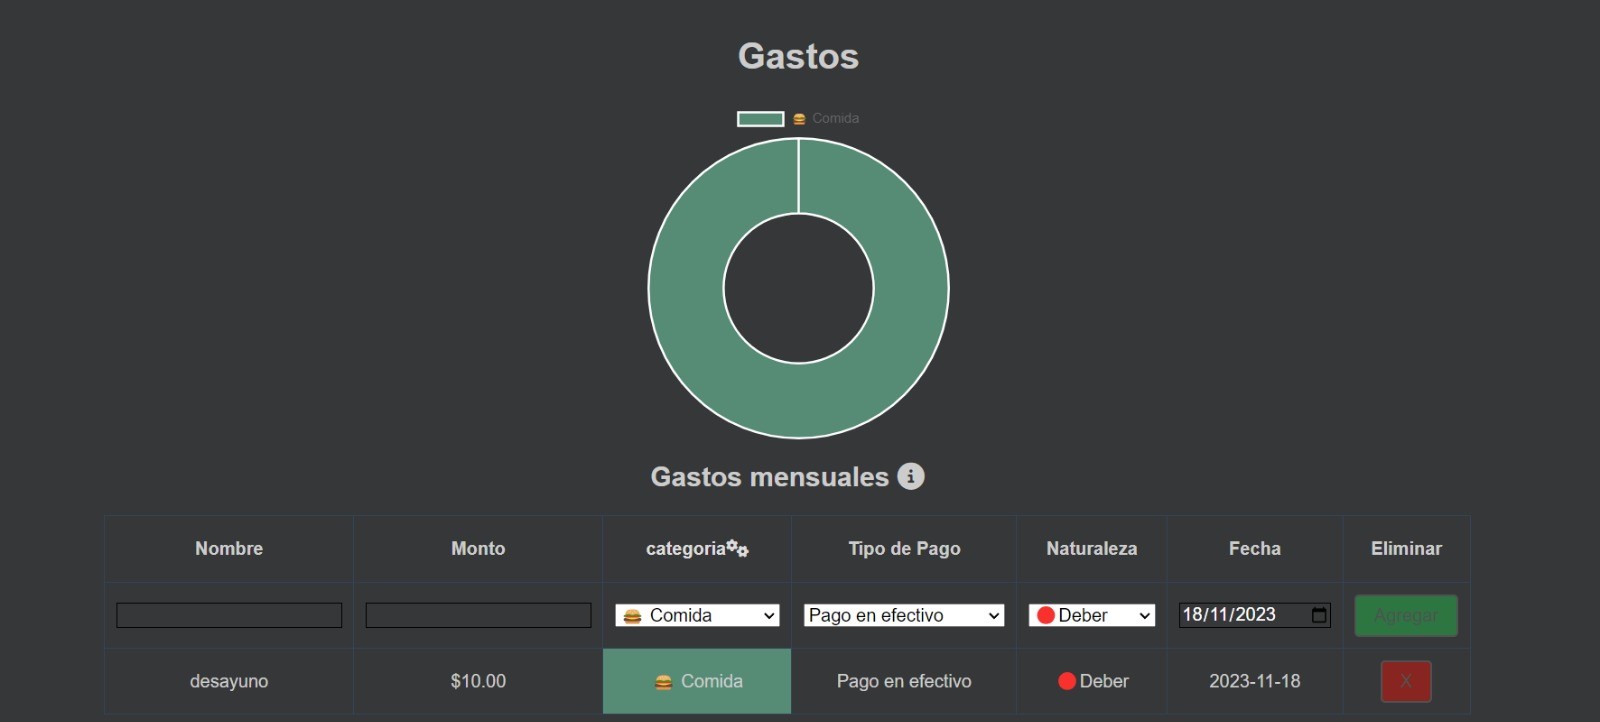 Gastos
🍔 Comida
Gastos mensuales
Nombre Monto categoria Tipo de Pago Naturaleza Fecha Eliminar
🍔 Comida Pago en efectivo 🔴 Deber 18/11/2023 Agregar
desayuno $10.00 🍔 Comida Pago en efectivo 🔴 Deber 2023-11-18 X